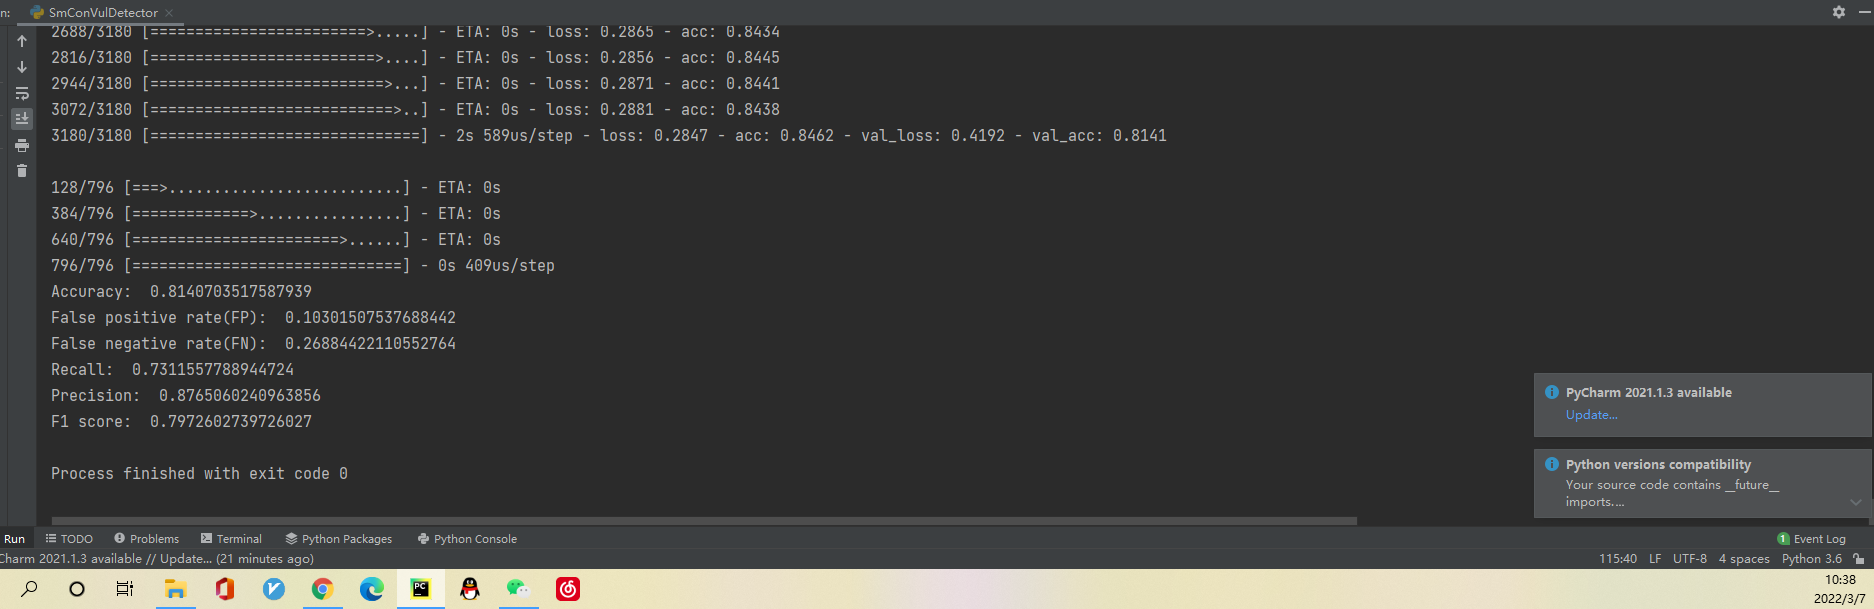 n: SmConVulDetector ×
2688/3180 [========================>.....] - ETA: 0s - loss: 0.2865 - acc: 0.8434
2816/3180 [=========================>....] - ETA: 0s - loss: 0.2856 - acc: 0.8445
2944/3180 [==========================>...] - ETA: 0s - loss: 0.2871 - acc: 0.8441
3072/3180 [===========================>..] - ETA: 0s - loss: 0.2881 - acc: 0.8438
3180/3180 [==============================] - 2s 589us/step - loss: 0.2847 - acc: 0.8462 - val_loss: 0.4192 - val_acc: 0.8141
128/796 [===>..........................] - ETA: 0s
384/796 [=============>................] - ETA: 0s
640/796 [=======================>......] - ETA: 0s
796/796 [==============================] - 0s 409us/step
Accuracy:  0.8140703517587939
False positive rate(FP):  0.10301507537688442
False negative rate(FN):  0.26884422110552764
Recall:  0.7311557788944724
Precision:  0.8765060240963856
F1 score:  0.7972602739726027
Process finished with exit code 0
PyCharm 2021.1.3 available
Update...
Python versions compatibility
Your source code contains __future__
imports....
Run TODO Problems Terminal Python Packages Python Console 1 Event Log
Charm 2021.1.3 available // Update... (21 minutes ago) 115:40 LF UTF-8 4 spaces Python 3.6
PC
10:38
2022/3/7